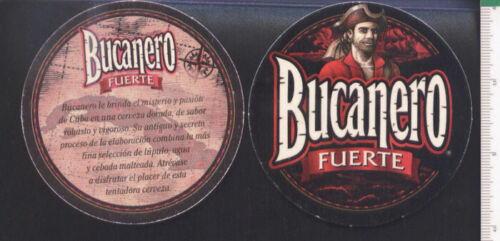 Bucanero
FUERTE
Bucanero le brinda el misterio y pasión
de Cuba en una cerveza dorada, de sabor
robusto y vigoroso. Su antiguo y secreto
proceso de la elaboración combina la más
fina selección de lúpulo, agua
y cebada malteada. Atrévase
a disfrutar el placer de esta
tentadora cerveza.
Bucanero
FUERTE